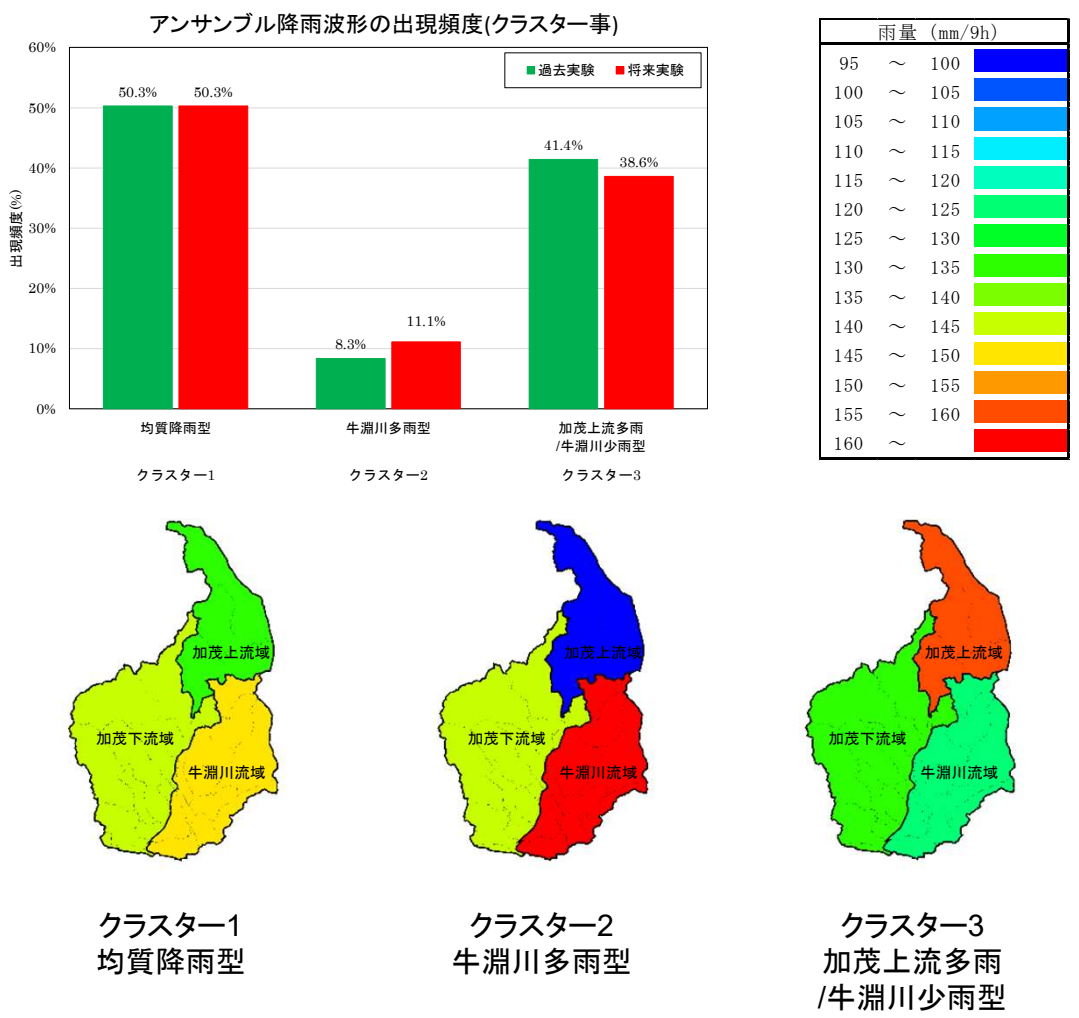 アンサンブル降雨波形の出現頻度(クラスター事)
過去実験
将来実験
60%
50%
40%
30%
20%
10%
0%
出現頻度(%)
50.3%
50.3%
8.3%
11.1%
41.4%
38.6%
均質降雨型
牛淵川多雨型
加茂上流多雨
/牛淵川少雨型
クラスター1
クラスター2
クラスター3
雨量 (mm/9h)
95 ～ 100
100 ～ 105
105 ～ 110
110 ～ 115
115 ～ 120
120 ～ 125
125 ～ 130
130 ～ 135
135 ～ 140
140 ～ 145
145 ～ 150
150 ～ 155
155 ～ 160
160 ～
加茂上流域
加茂下流域
牛淵川流域
クラスター1
均質降雨型
加茂上流域
加茂下流域
牛淵川流域
クラスター2
牛淵川多雨型
加茂上流域
加茂下流域
牛淵川流域
クラスター3
加茂上流多雨
/牛淵川少雨型